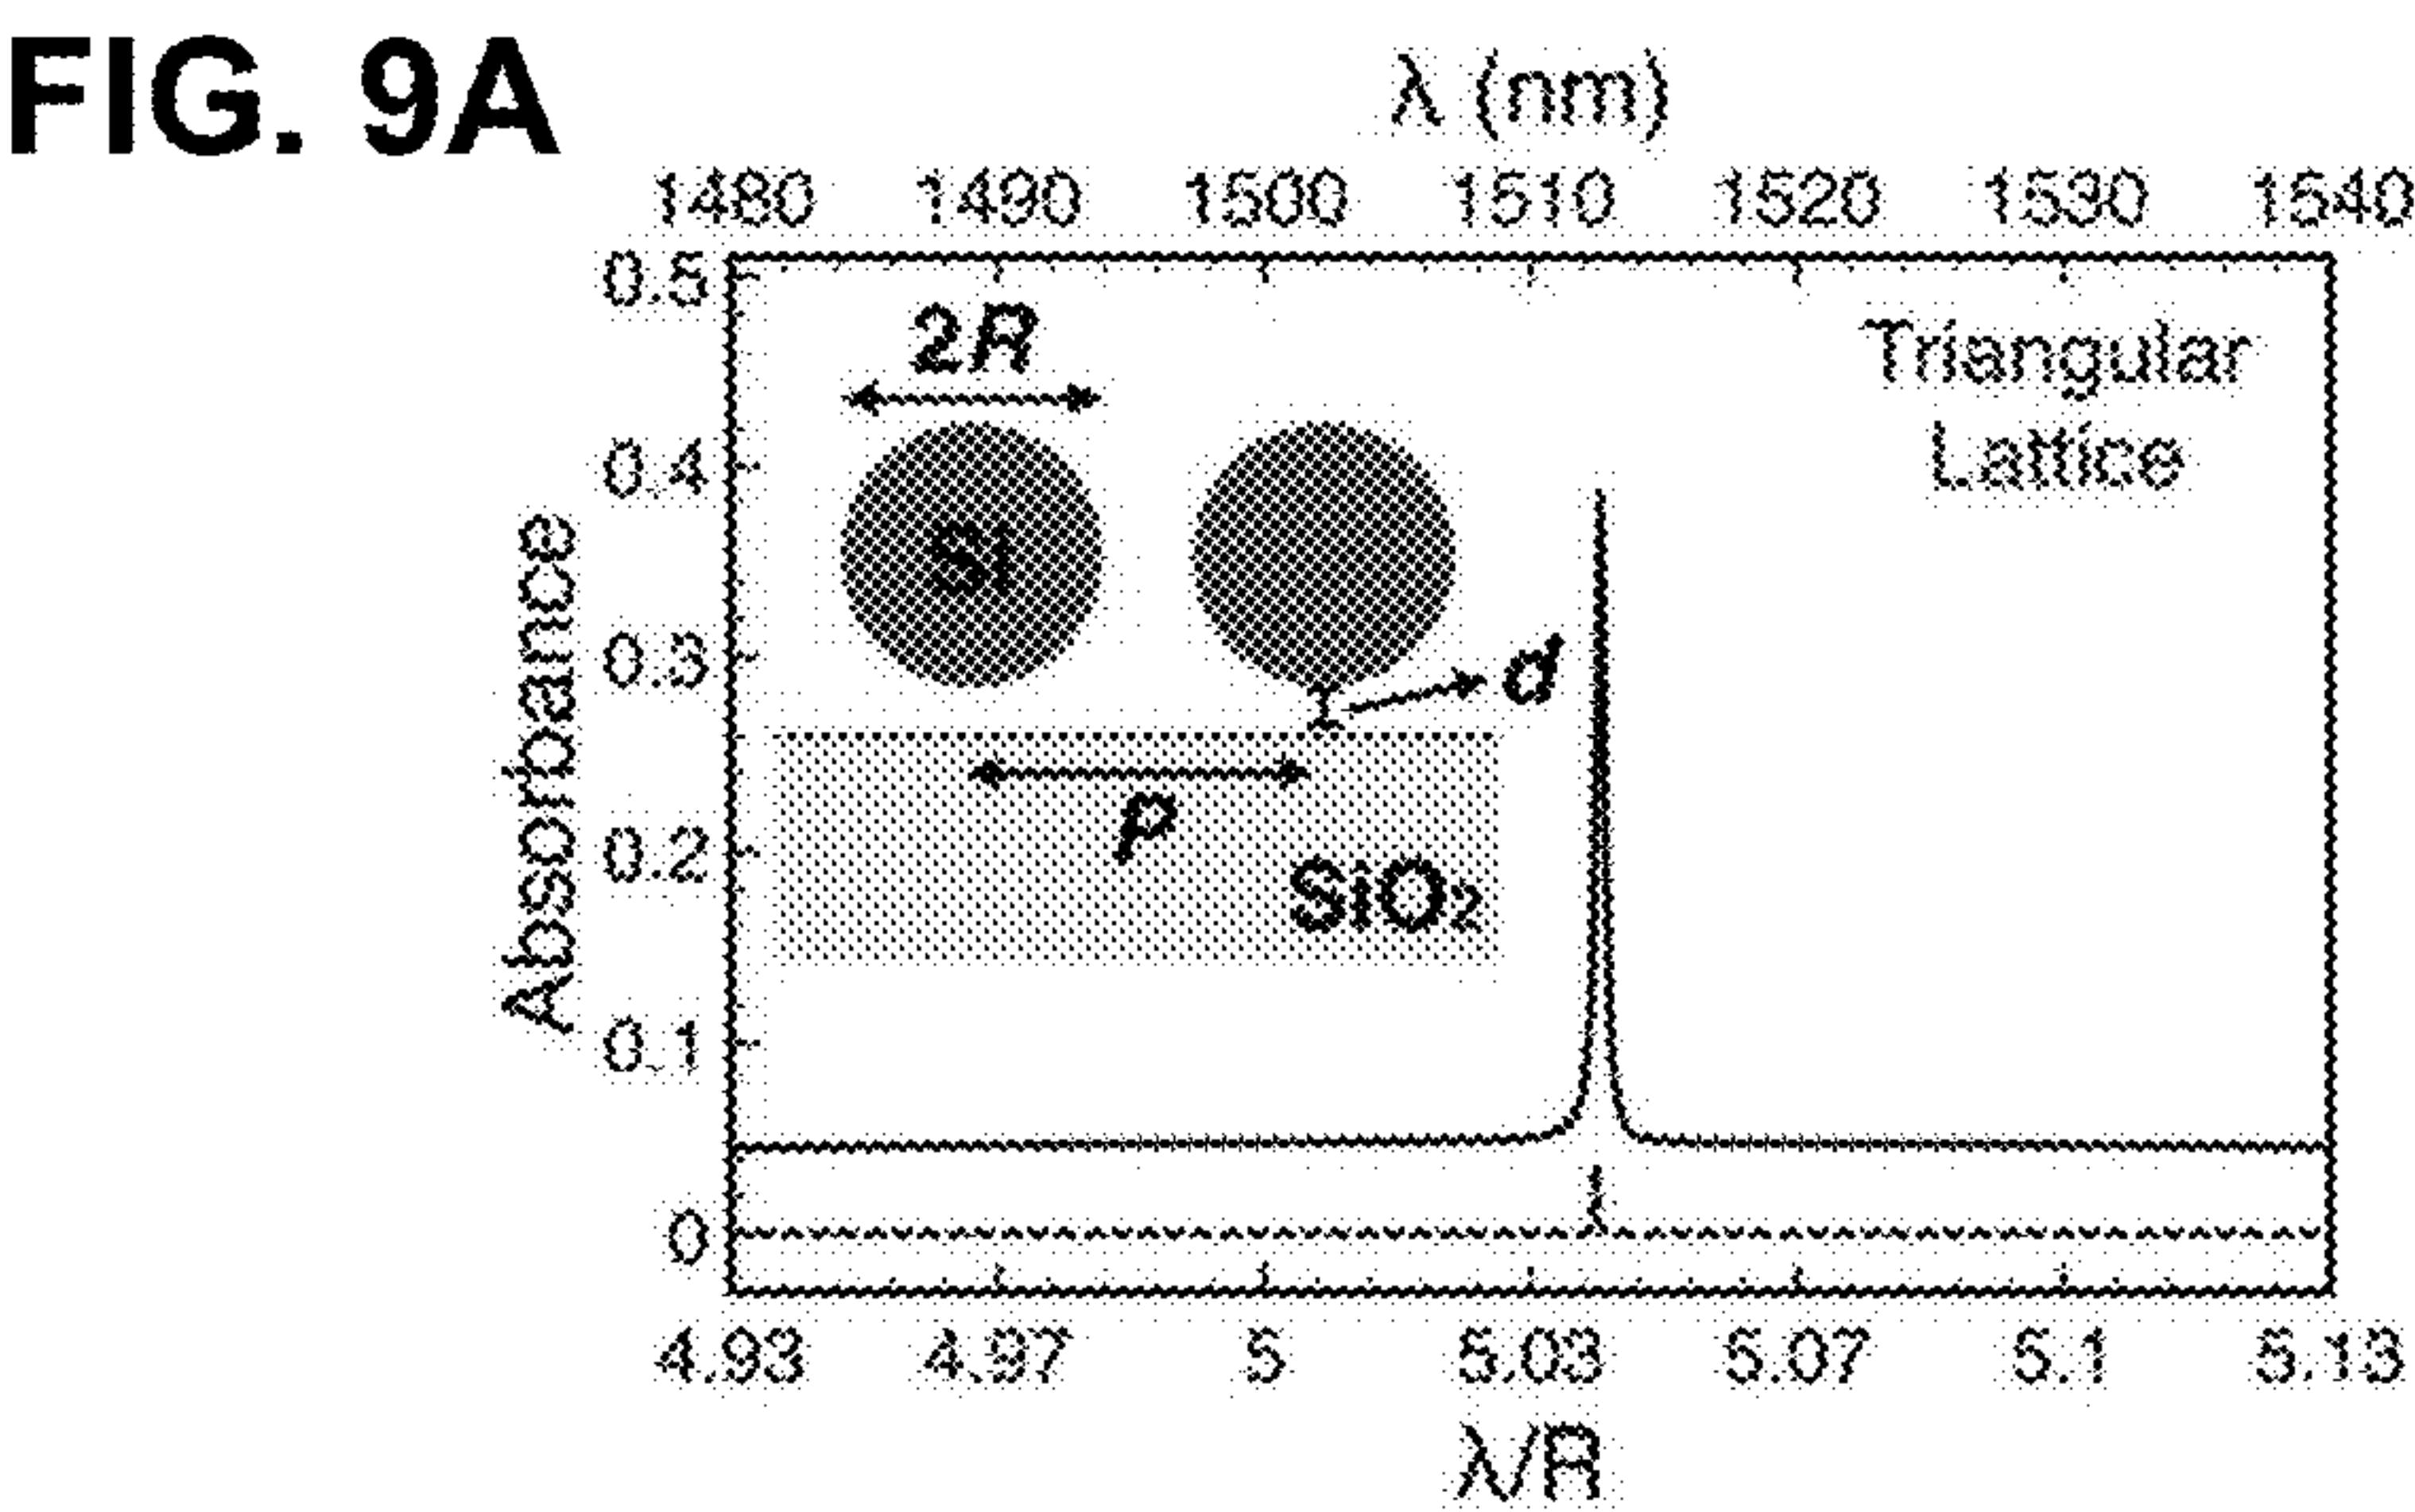 FIG. 9A
λ (nm)
1480 1490 1500 1510 1520 1530 1540
0.5
0.4
0.3
0.2
0.1
0
Absorbance
2R
Triangular
Lattice
Si
d
p
SiO₂
4.93 4.97 5 5.03 5.07 5.1 5.13
λ/R